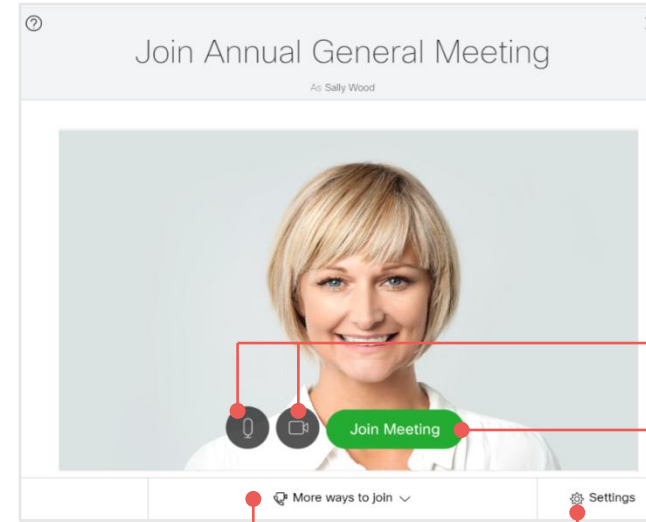 Join Annual General Meeting
As Sally Wood
Join Meeting
More ways to join
Settings